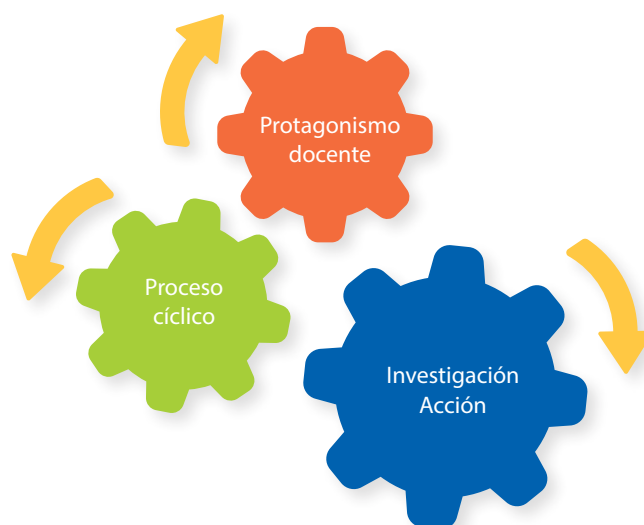 Protagonismo
docente
Proceso
cíclico
Investigación
Acción